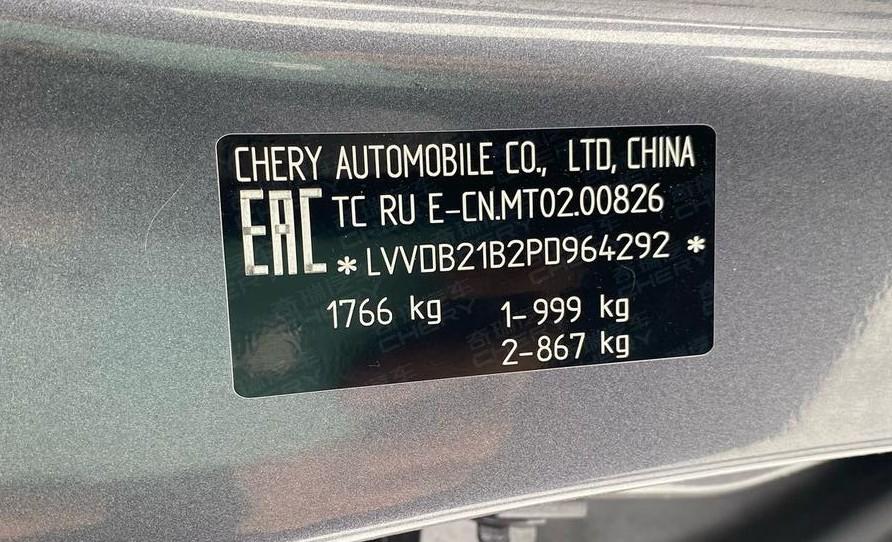 CHERY AUTOMOBILE CO., LTD, CHINA
EAC TC RU E-CN.MT02.00826
*LVVDB21B2PD964292*
1766 kg 1-999 kg
2-867 kg